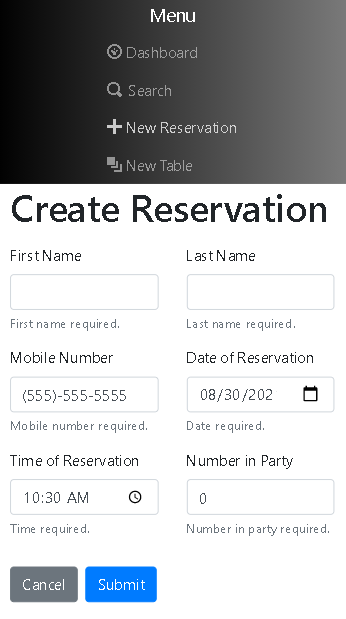 Menu
Dashboard
Search
New Reservation
New Table
Create Reservation
First Name
Last Name
First name required.
Last name required.
Mobile Number
Date of Reservation
(555)-555-5555
08/30/202
Mobile number required.
Date required.
Time of Reservation
Number in Party
10:30 AM
0
Time required.
Number in party required.
Cancel
Submit